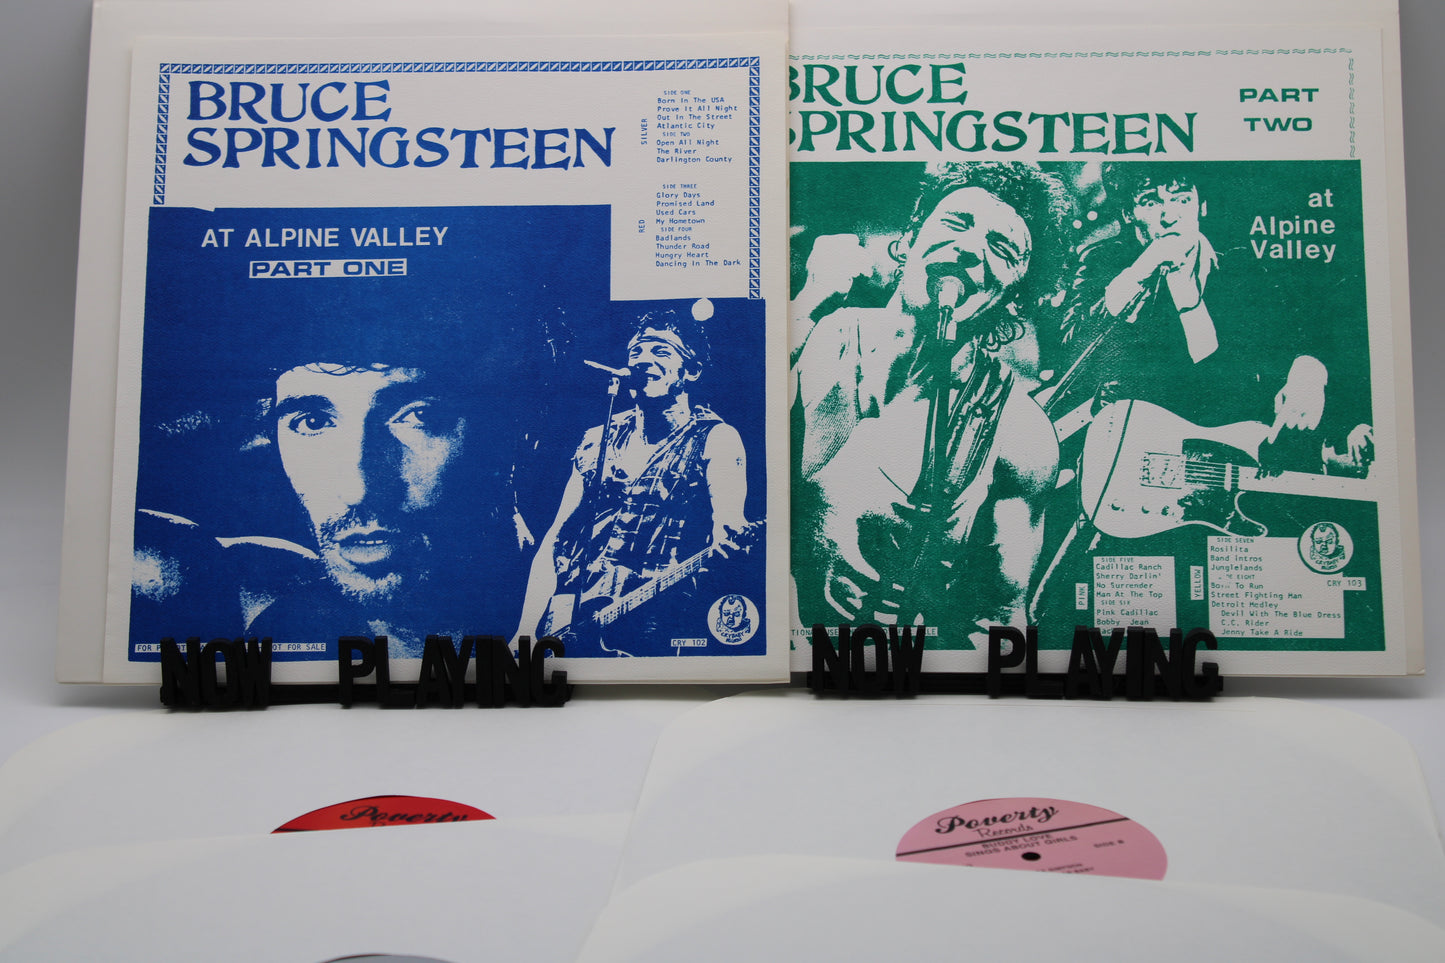 BRUCE
SPRINGSTEEN
SIDE ONE
Born In The USA
Prove It All Night
Out In The Street
Atlantic City
SIDE TWO
Open All Night
The River
Darlington County
SILVER
SIDE THREE
Glory Days
Promised Land
Used Cars
My Hometown
SIDE FOUR
Badlands
Thunder Road
Hungry Heart
Dancing In The Dark
RED
AT ALPINE VALLEY
PART ONE
CRY 102
FOR P
OT FOR SALE
NOW PLAYING
BRUCE
SPRINGSTEEN
PART
TWO
at
Alpine
Valley
SIDE FIVE
Cadillac Ranch
Sherry Darlin'
No Surrender
Man At The Top
SIDE SIX
Pink Cadillac
Bobby Jean
PINK
SIDE SEVEN
Rosilita
Band intros
Junglelands
EIGHT
Born To Run
Street Fighting Man
Detroit Medley
Devil With The Blue Dress
C.C. Rider
Jenny Take A Ride
YELLOW
CRY 103
NOW PLAYING
Poverty
Poverty
Records
BUDDY LOVE
SINGS ABOUT GIRLS
SIDE B